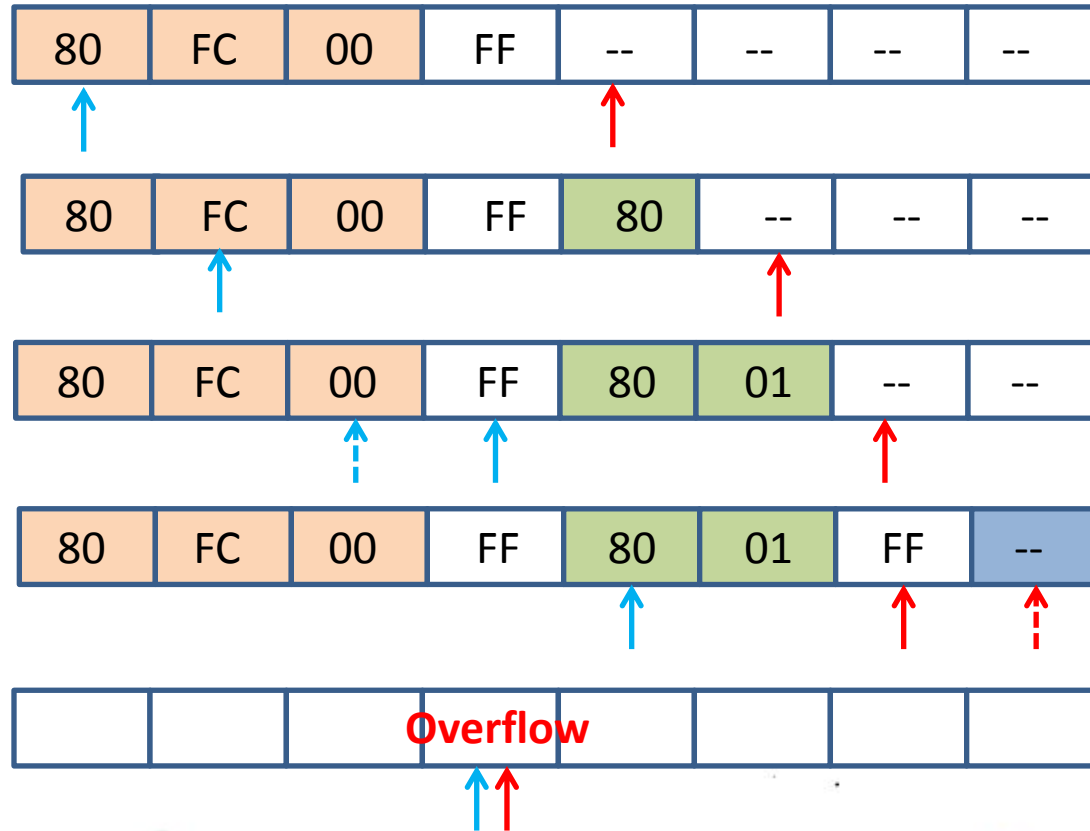 80 FC 00 FF -- -- -- --
80 FC 00 FF 80 -- -- --
80 FC 00 FF 80 01 -- --
80 FC 00 FF 80 01 FF --
Overflow